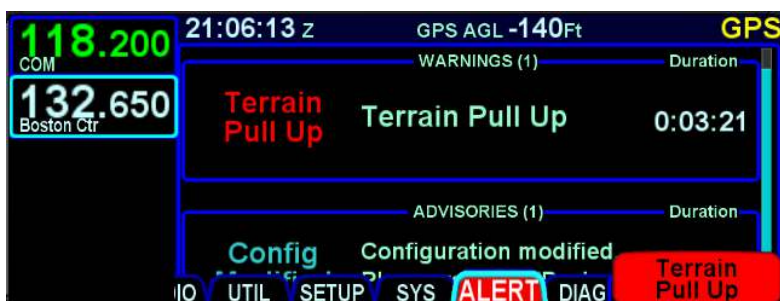 118.200
COM
132.650
Boston Ctr
21:06:13 Z GPS AGL -140Ft GPS
WARNINGS (1) Duration
Terrain
Pull Up
Terrain Pull Up 0:03:21
ADVISORIES (1) Duration
Config
Configuration modified
UTIL SETUP SYS ALERT DIAG
Terrain
Pull Up